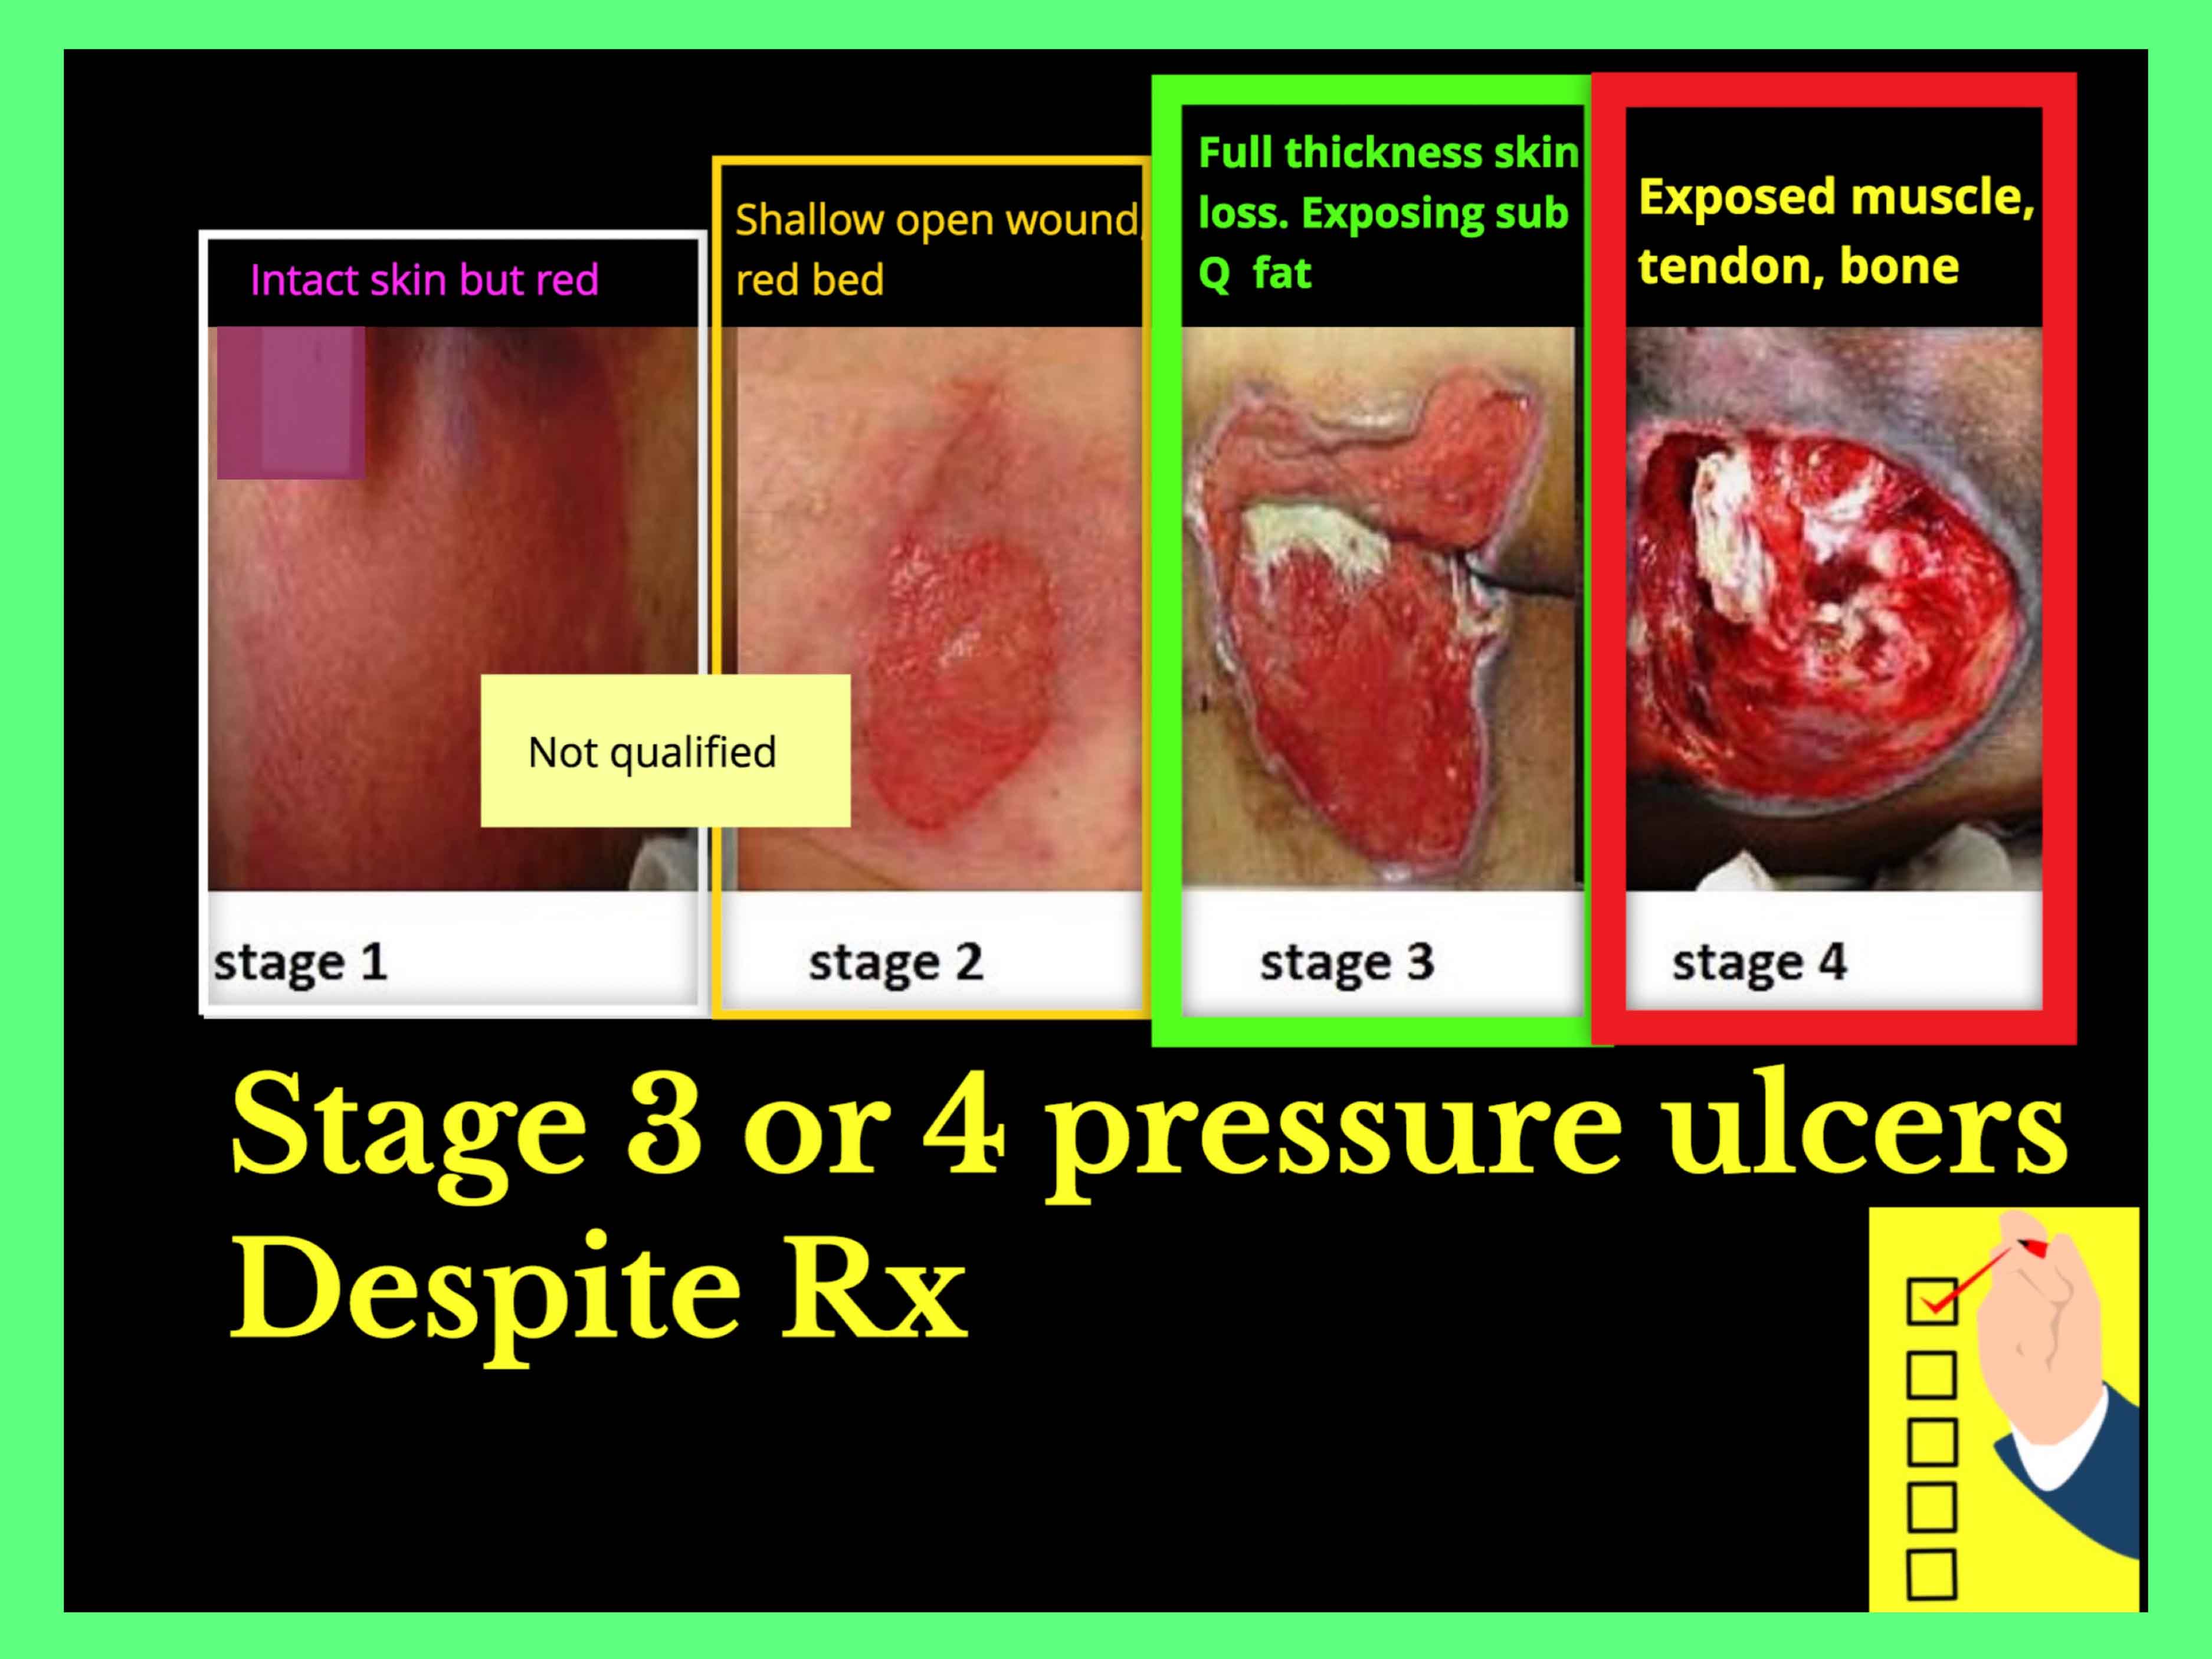 Intact skin but red
Shallow open wound,
red bed
Full thickness skin
loss. Exposing sub
Q fat
Exposed muscle,
tendon, bone
Not qualified
stage 1
stage 2
stage 3
stage 4
Stage 3 or 4 pressure ulcers
Despite Rx